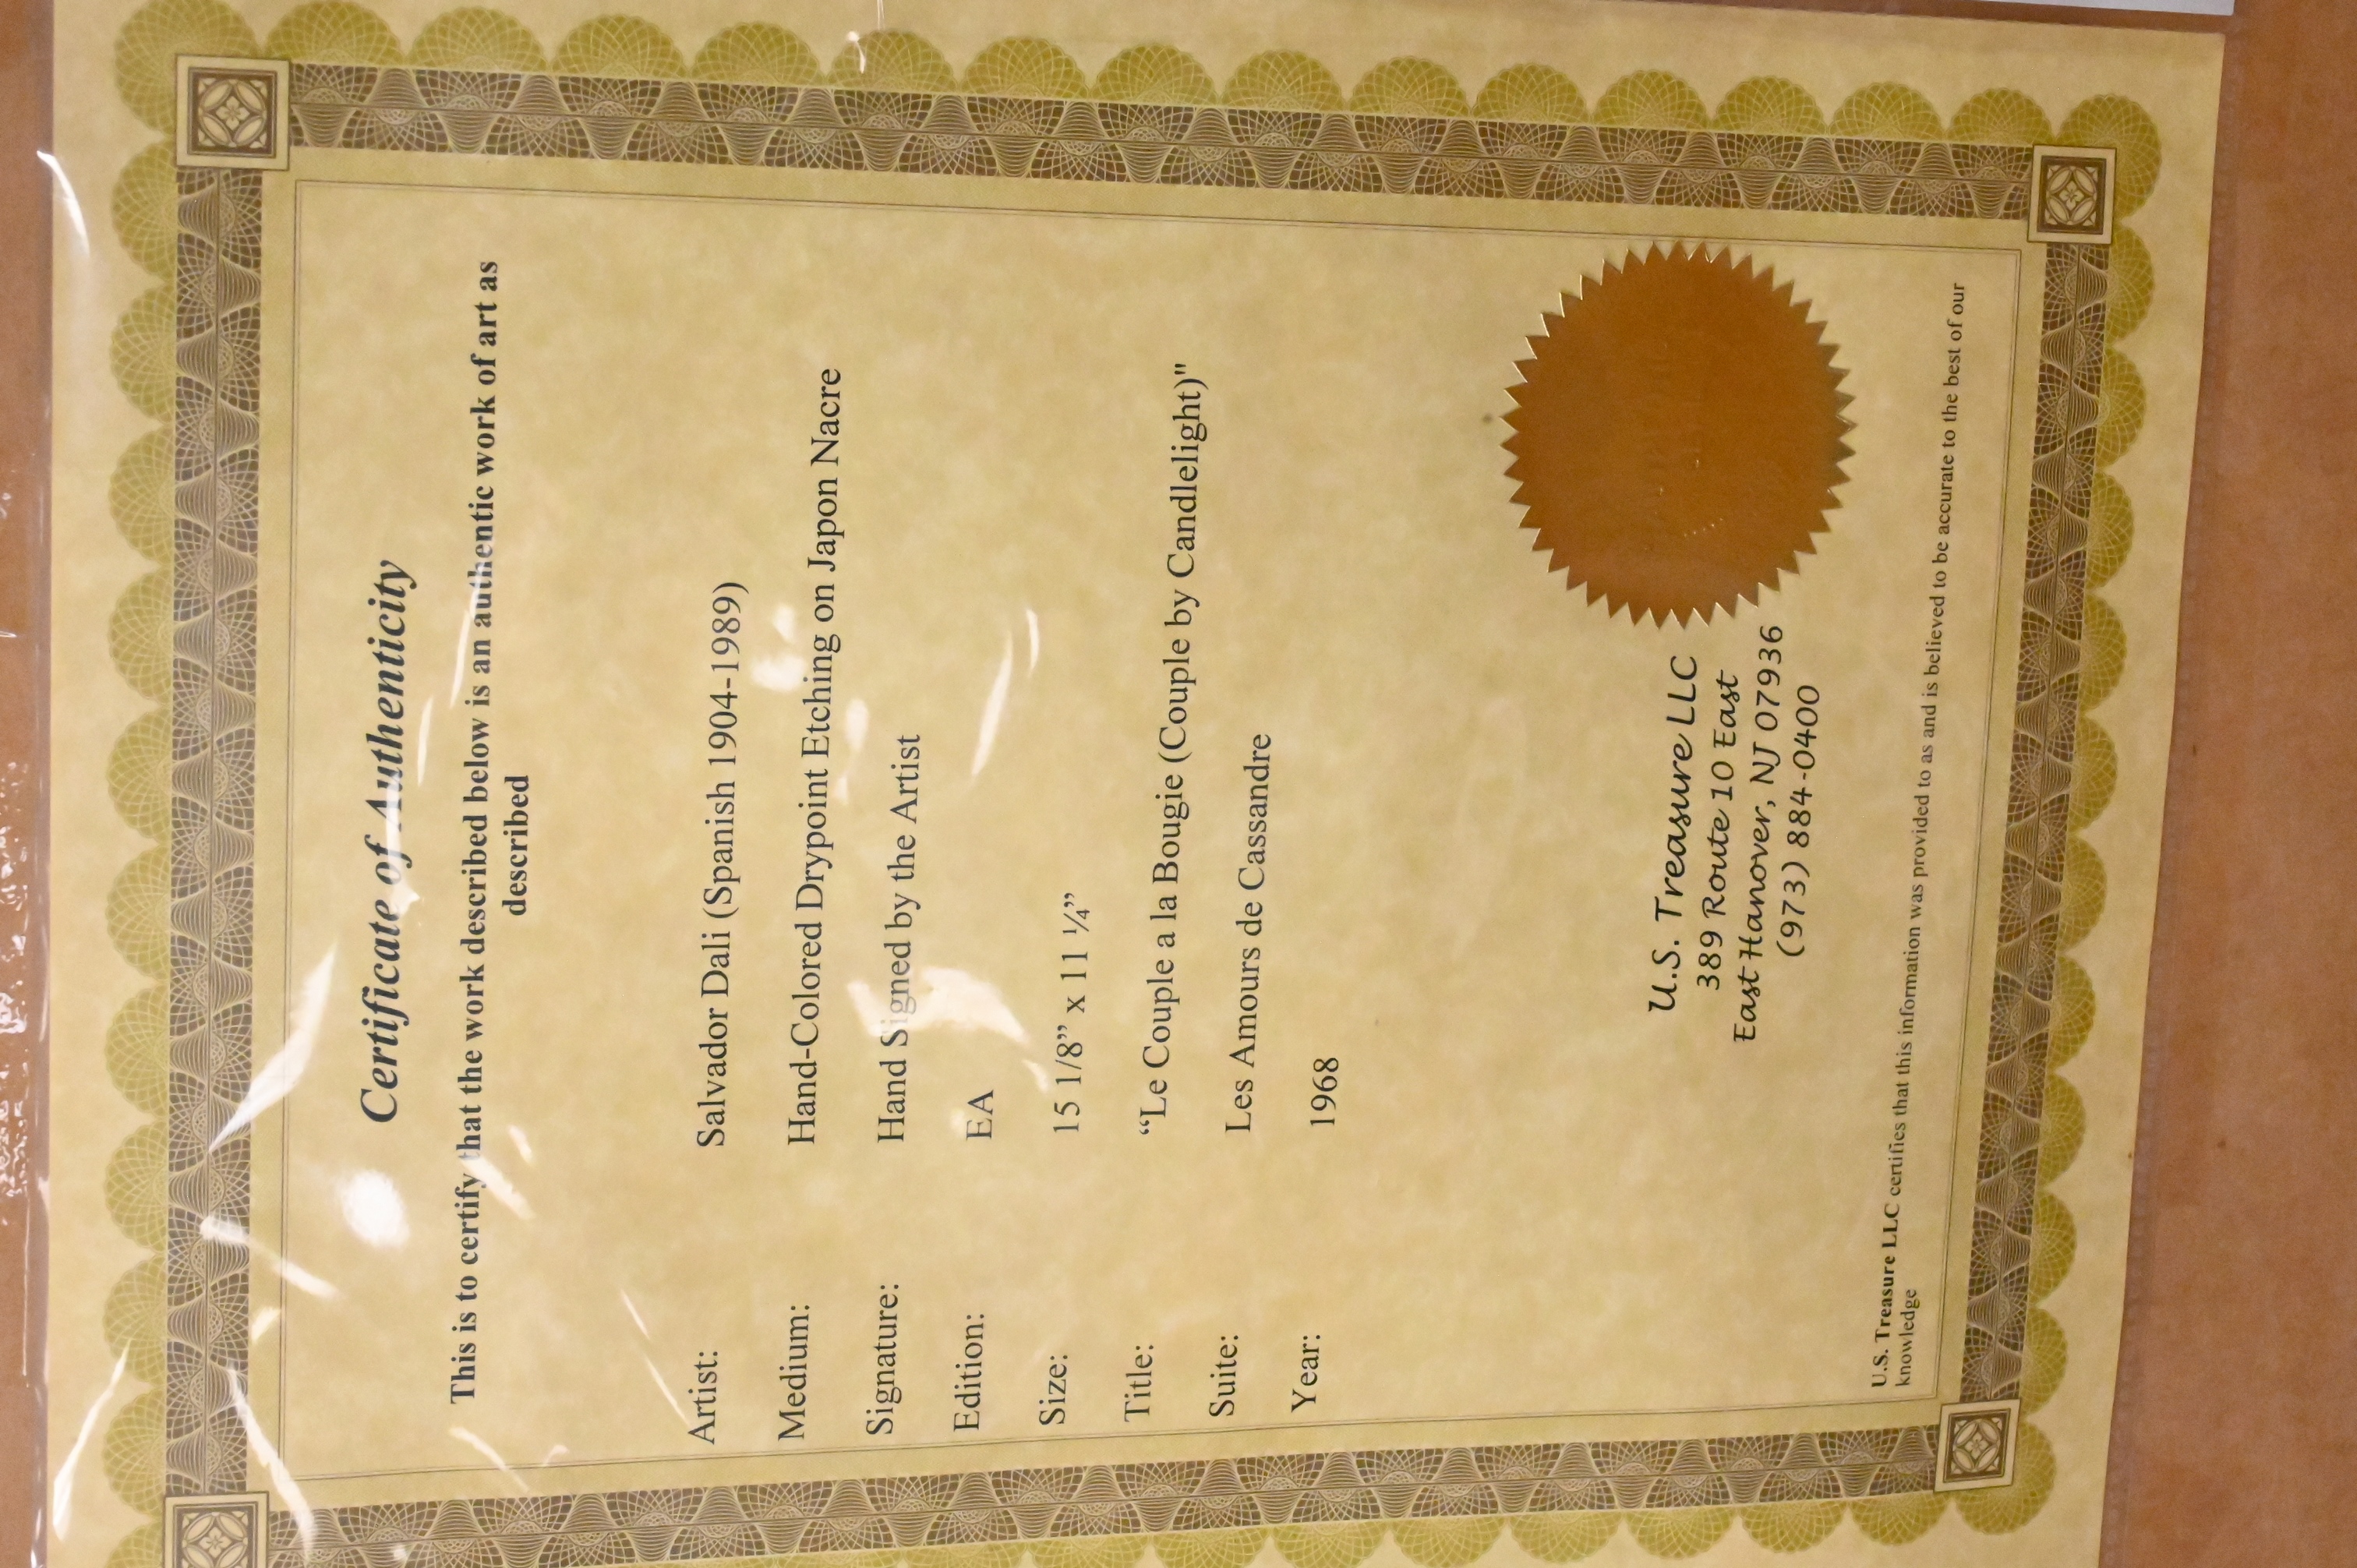 Certificate of Authenticity
This is to certify that the work described below is an authentic work of art as
described
Artist: Salvador Dali (Spanish 1904-1989)
Medium: Hand-Colored Drypoint Etching on Japon Nacre
Signature: Hand Signed by the Artist
Edition: EA
Size: 15 1/8” x 11 ¼”
Title: “Le Couple a la Bougie (Couple by Candlelight)"
Suite: Les Amours de Cassandre
Year: 1968
U.S. Treasure LLC
389 Route 10 East
East Hanover, NJ 07936
(973) 884-0400
U.S. Treasure LLC certifies that this information was provided to as and is believed to be accurate to the best of our
knowledge